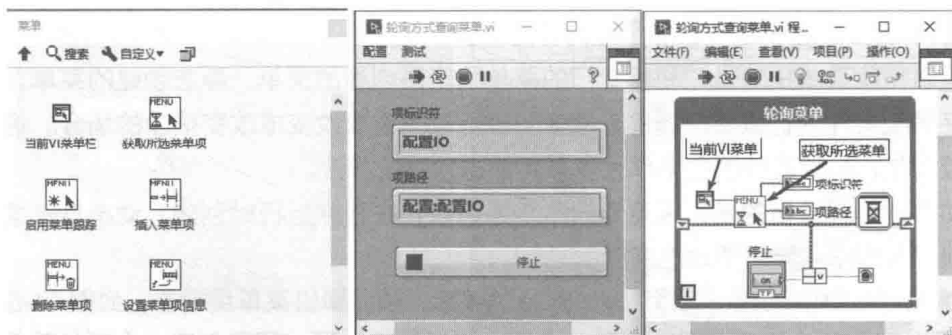 菜单
搜索 自定义
当前VI菜单栏 获取所选菜单项
启用菜单跟踪 插入菜单项
删除菜单项 设置菜单项信息
轮询方式查询菜单.vi
配置 测试
项标识符
配置IO
项路径
配置:配置IO
停止
轮询方式查询菜单.vi 程...
文件(F) 编辑(E) 查看(V) 项目(P) 操作(O)
轮询菜单
当前VI菜单 获取所选菜单
项标识符
项路径
停止
OK
TF
i